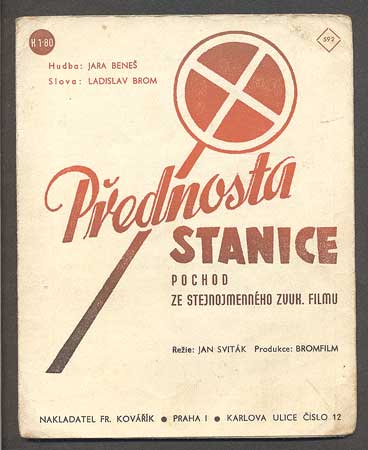 K 1·80
592
Hudba: JARA BENEŠ
Slova: LADISLAV BROM
Přednosta
STANICE
POCHOD
ZE STEJNOJMENNÉHO ZVUK. FILMU
Režie: JAN SVITÁK Produkce: BROMFILM
NAKLADATEL FR. KOVÁŘÍK ● PRAHA I ● KARLOVA ULICE ČÍSLO 12